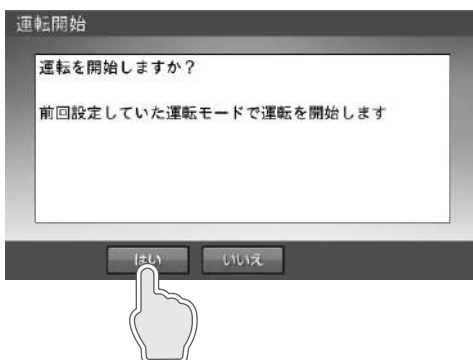 運転開始
運転を開始しますか?
前回設定していた運転モードで運転を開始します
はい
いいえ